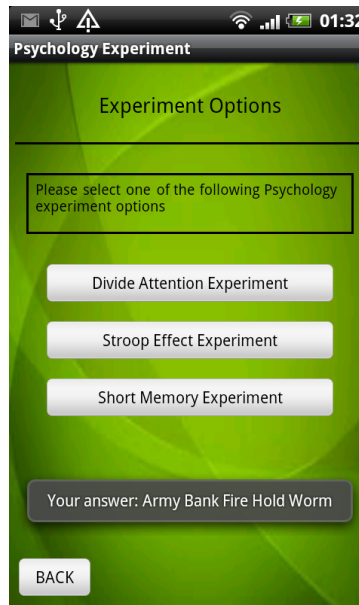 01:32
Psychology Experiment
Experiment Options
Please select one of the following Psychology
experiment options
Divide Attention Experiment
Stroop Effect Experiment
Short Memory Experiment
Your answer: Army Bank Fire Hold Worm
BACK